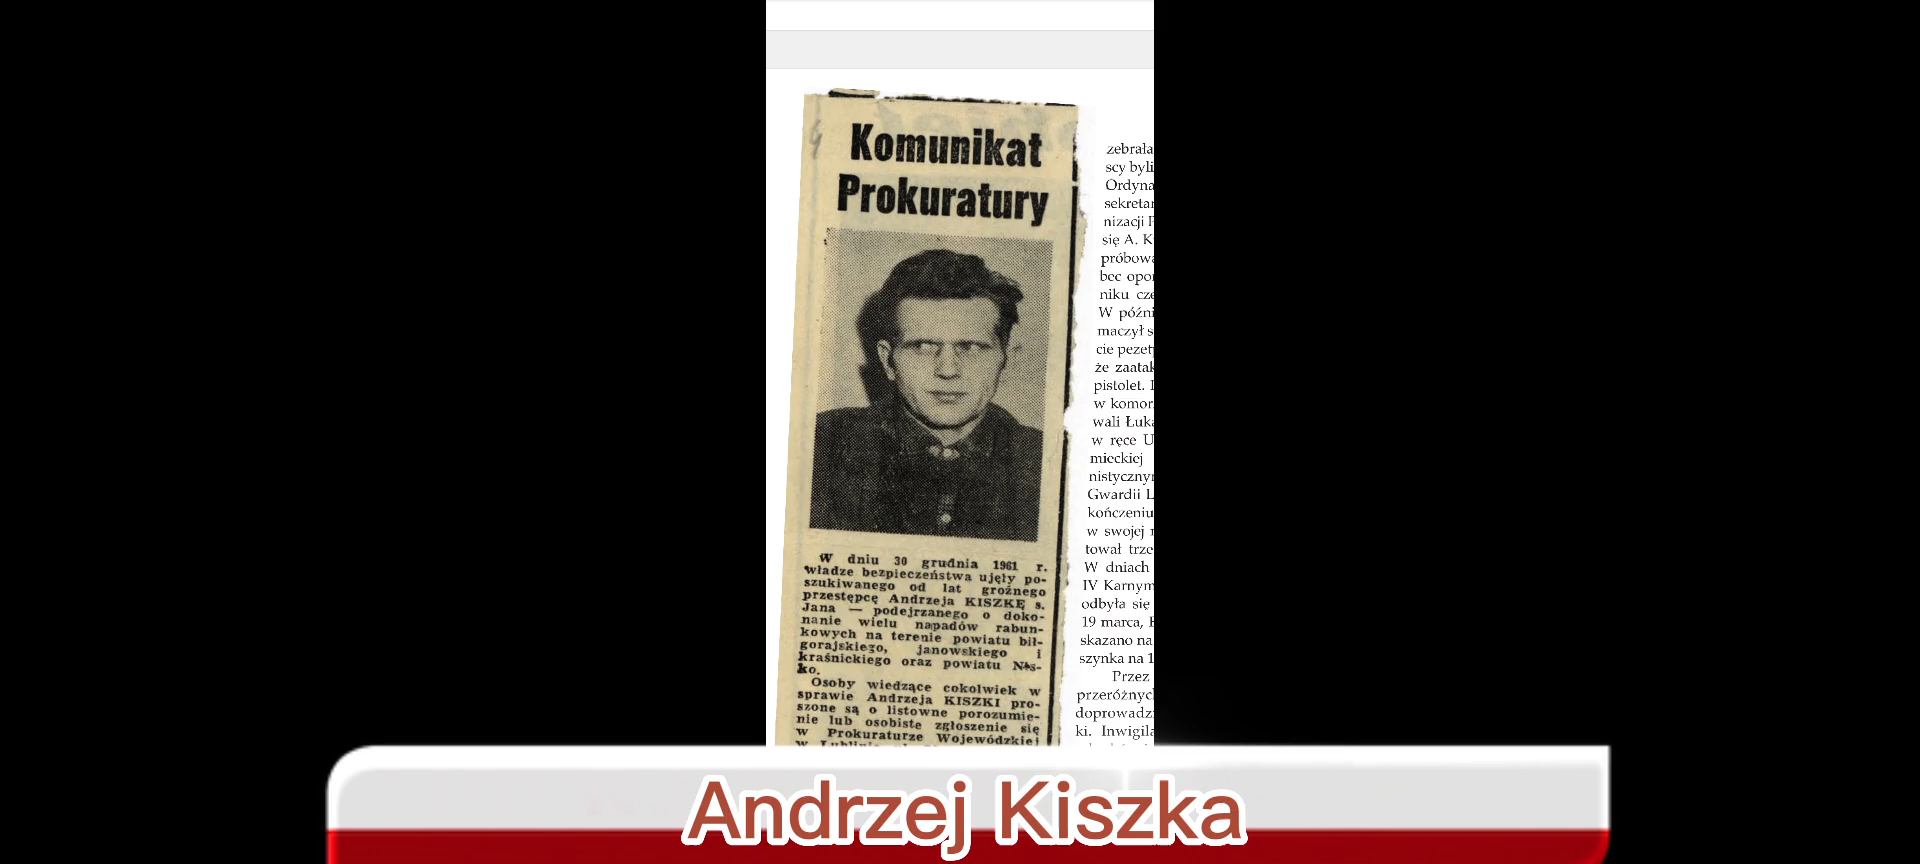 Komunikat
Prokuratury
W dniu 30 grudnia 1961 r.
władze bezpieczeństwa ujęły po-
szukiwanego od lat groźnego
przestępcę Andrzeja KISZKĘ s.
Jana — podejrzanego o doko-
nanie wielu napadów rabun-
kowych na terenie powiatu bił-
gorajskiego, janowskiego i
kraśnickiego oraz powiatu Nis-
ko.
Osoby wiedzące cokolwiek w
sprawie Andrzeja KISZKI pro-
szone są o listowne porozumie-
nie lub osobiste zgłoszenie się
w Prokuraturze Wojewódzkiej
w Lublinie
zebrała
scy byli
Ordyna
sekretar
nizacji
się A. K
próbowa
bec opo
niku cze
W późni
maczył s
cie pezet
że zaatak
pistolet.
w komor
wali Łuka
w ręce U
mieckiej
nistyczny
Gwardii L
kończeniu
w swojej
tował trze
W dniach
IV Karnym
odbyła się
19 marca,
skazano na
szynka na 1
Przez
przeróżnych
doprowadz
ki. Inwigila
Andrzej Kiszka